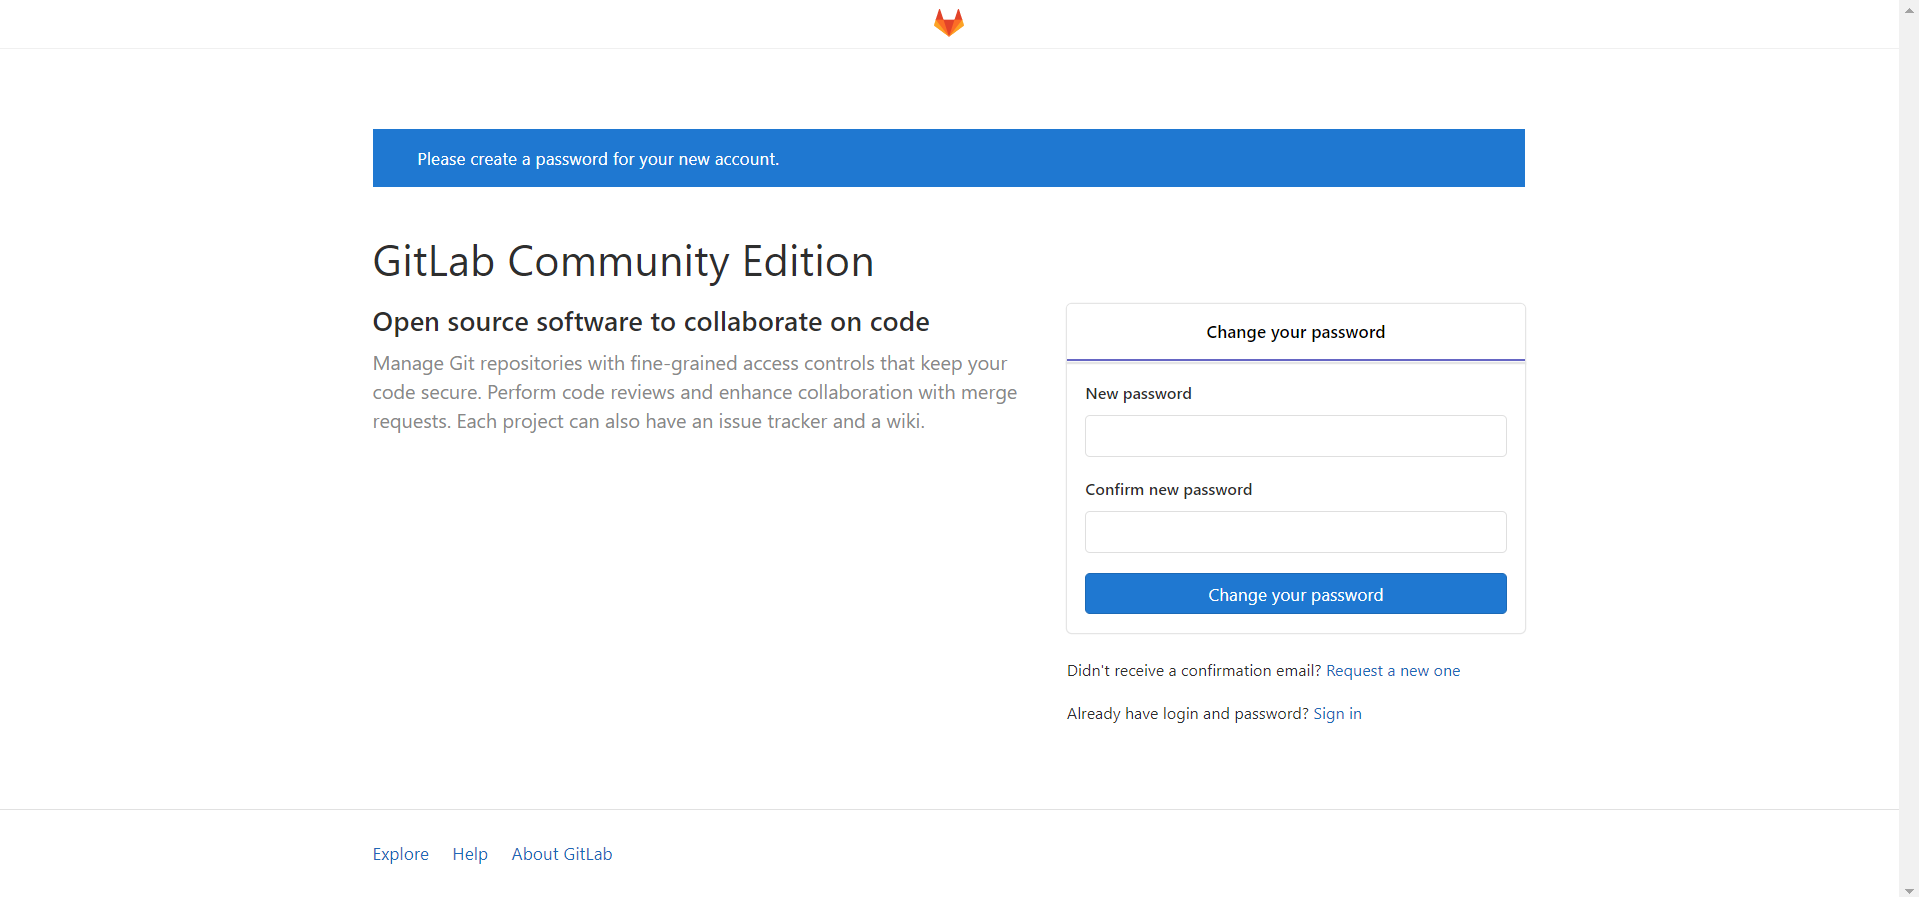 Please create a password for your new account.
GitLab Community Edition
Open source software to collaborate on code
Manage Git repositories with fine-grained access controls that keep your
code secure. Perform code reviews and enhance collaboration with merge
requests. Each project can also have an issue tracker and a wiki.
Change your password
New password
Confirm new password
Change your password
Didn't receive a confirmation email? Request a new one
Already have login and password? Sign in
Explore Help About GitLab